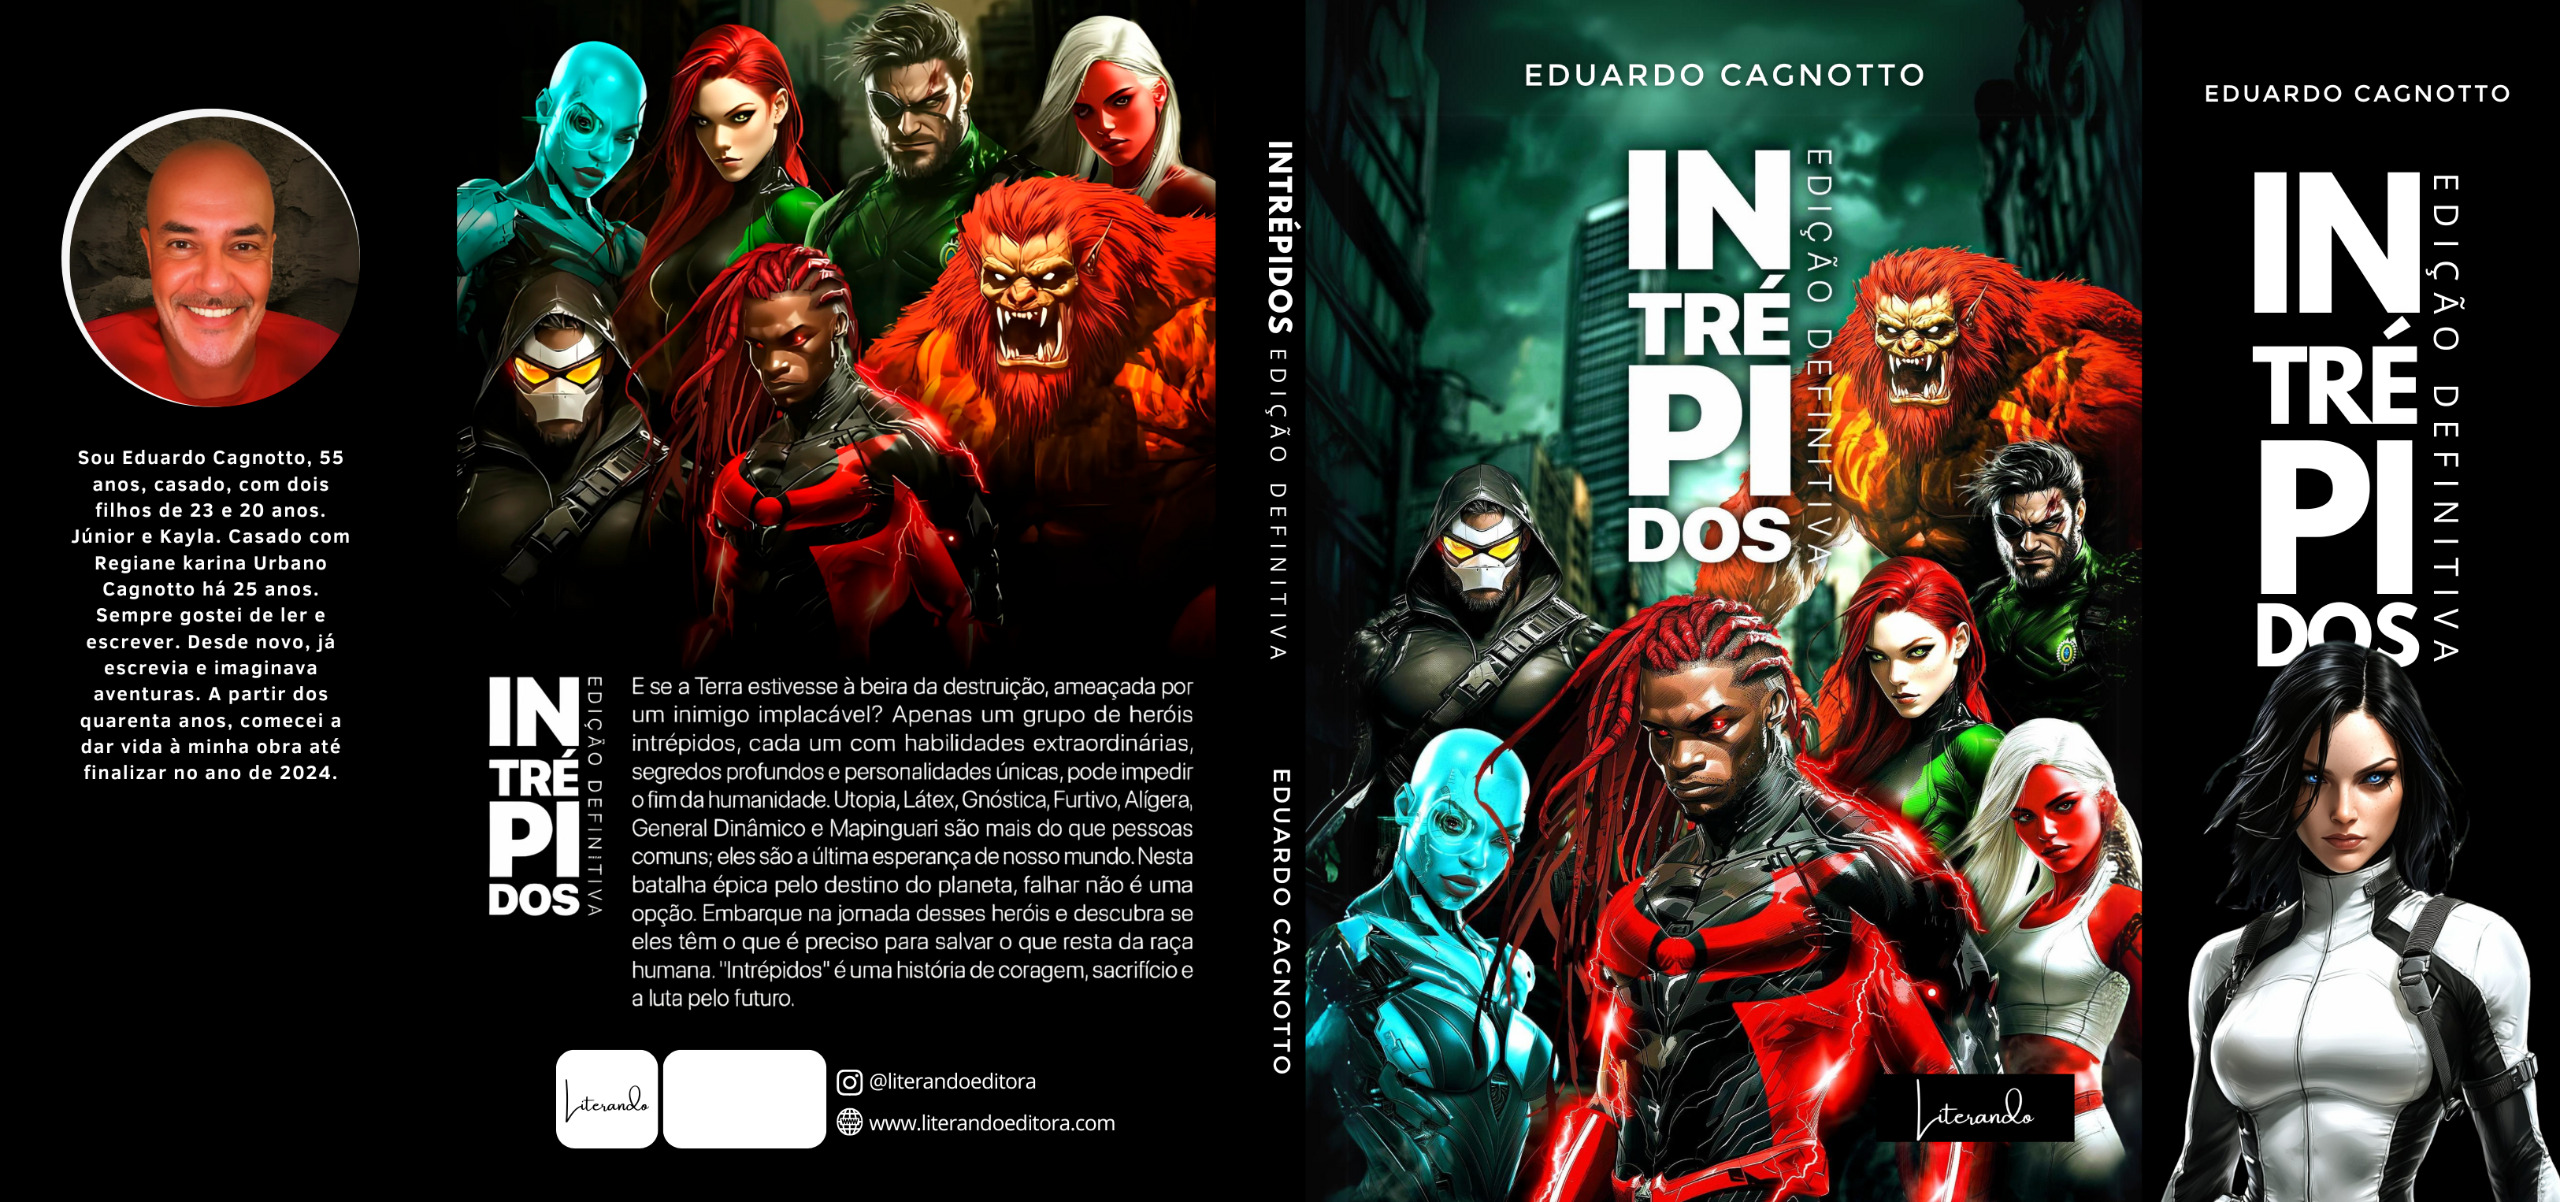 Sou Eduardo Cagnotto, 55
anos, casado, com dois
filhos de 23 e 20 anos.
Júnior e Kayla. Casado com
Regiane karina Urbano
Cagnotto há 25 anos.
Sempre gostei de ler e
escrever. Desde novo, já
escrevia e imaginava
aventuras. A partir dos
quarenta anos, comecei a
dar vida à minha obra até
finalizar no ano de 2024.
IN
TRÉ
PI
DOS
EDIÇÃO DEFINITIVA
E se a Terra estivesse à beira da destruição, ameaçada por
um inimigo implacável? Apenas um grupo de heróis
intrépidos, cada um com habilidades extraordinárias,
segredos profundos e personalidades únicas, pode impedir
o fim da humanidade. Utopia, Látex, Gnóstica, Furtivo, Alígera,
General Dinâmico e Mapinguari são mais do que pessoas
comuns; eles são a última esperança de nosso mundo. Nesta
batalha épica pelo destino do planeta, falhar não é uma
opção. Embarque na jornada desses heróis e descubra se
eles têm o que é preciso para salvar o que resta da raça
humana. "Intrépidos" é uma história de coragem, sacrifício e
a luta pelo futuro.
Literando
@literandoeditora
www.literandoeditora.com
INTRÉPIDOS EDIÇÃO DEFINITIVA
EDUARDO CAGNOTTO
EDUARDO CAGNOTTO
IN
TRÉ
PI
DOS
EDIÇÃO DEFINITIVA
Literando
EDUARDO CAGNOTTO
IN
TRÉ
PI
DOS
EDIÇÃO DEFINITIVA